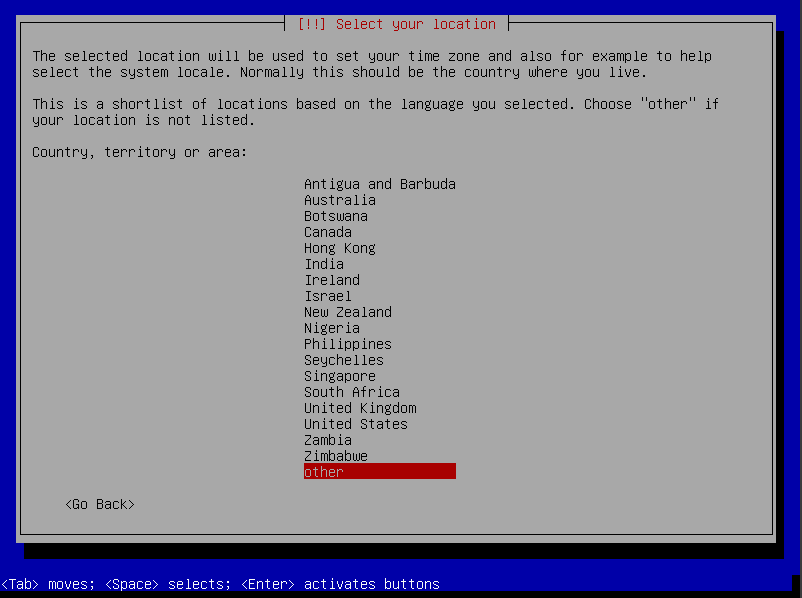 [!!] Select your location
The selected location will be used to set your time zone and also for example to help
select the system locale. Normally this should be the country where you live.
This is a shortlist of locations based on the language you selected. Choose "other" if
your location is not listed.
Country, territory or area:
Antigua and Barbuda
Australia
Botswana
Canada
Hong Kong
India
Ireland
Israel
New Zealand
Nigeria
Philippines
Seychelles
Singapore
South Africa
United Kingdom
United States
Zambia
Zimbabwe
other
<Go Back>
<Tab> moves; <Space> selects; <Enter> activates buttons